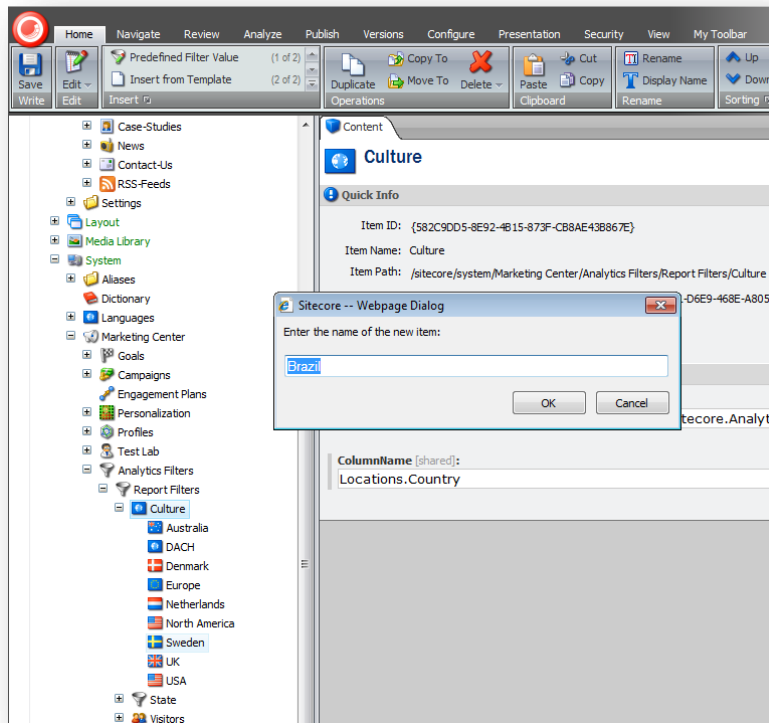 Home Navigate Review Analyze Publish Versions Configure Presentation Security View My Toolbar
Save
Write
Edit
Edit
Predefined Filter Value (1 of 2)
Insert from Template (2 of 2)
Insert
Duplicate
Copy To
Move To
Delete
Operations
Paste
Cut
Copy
Clipboard
Rename
Display Name
Rename
Up
Down
Sorting
Case-Studies
News
Contact-Us
RSS-Feeds
Settings
Layout
Media Library
System
Aliases
Dictionary
Languages
Marketing Center
Goals
Campaigns
Engagement Plans
Personalization
Profiles
Test Lab
Analytics Filters
Report Filters
Culture
Australia
DACH
Denmark
Europe
Netherlands
North America
Sweden
UK
USA
State
Visitors
Content
Culture
Quick Info
Item ID: {582C9DD5-8E92-4B15-873F-CB8AE43B867E}
Item Name: Culture
Item Path: /sitecore/system/Marketing Center/Analytics Filters/Report Filters/Culture
-D6E9-468E-A805
Sitecore -- Webpage Dialog
Enter the name of the new item:
Brazil
OK Cancel
tecore.Analyt
ColumnName [shared]:
Locations.Country